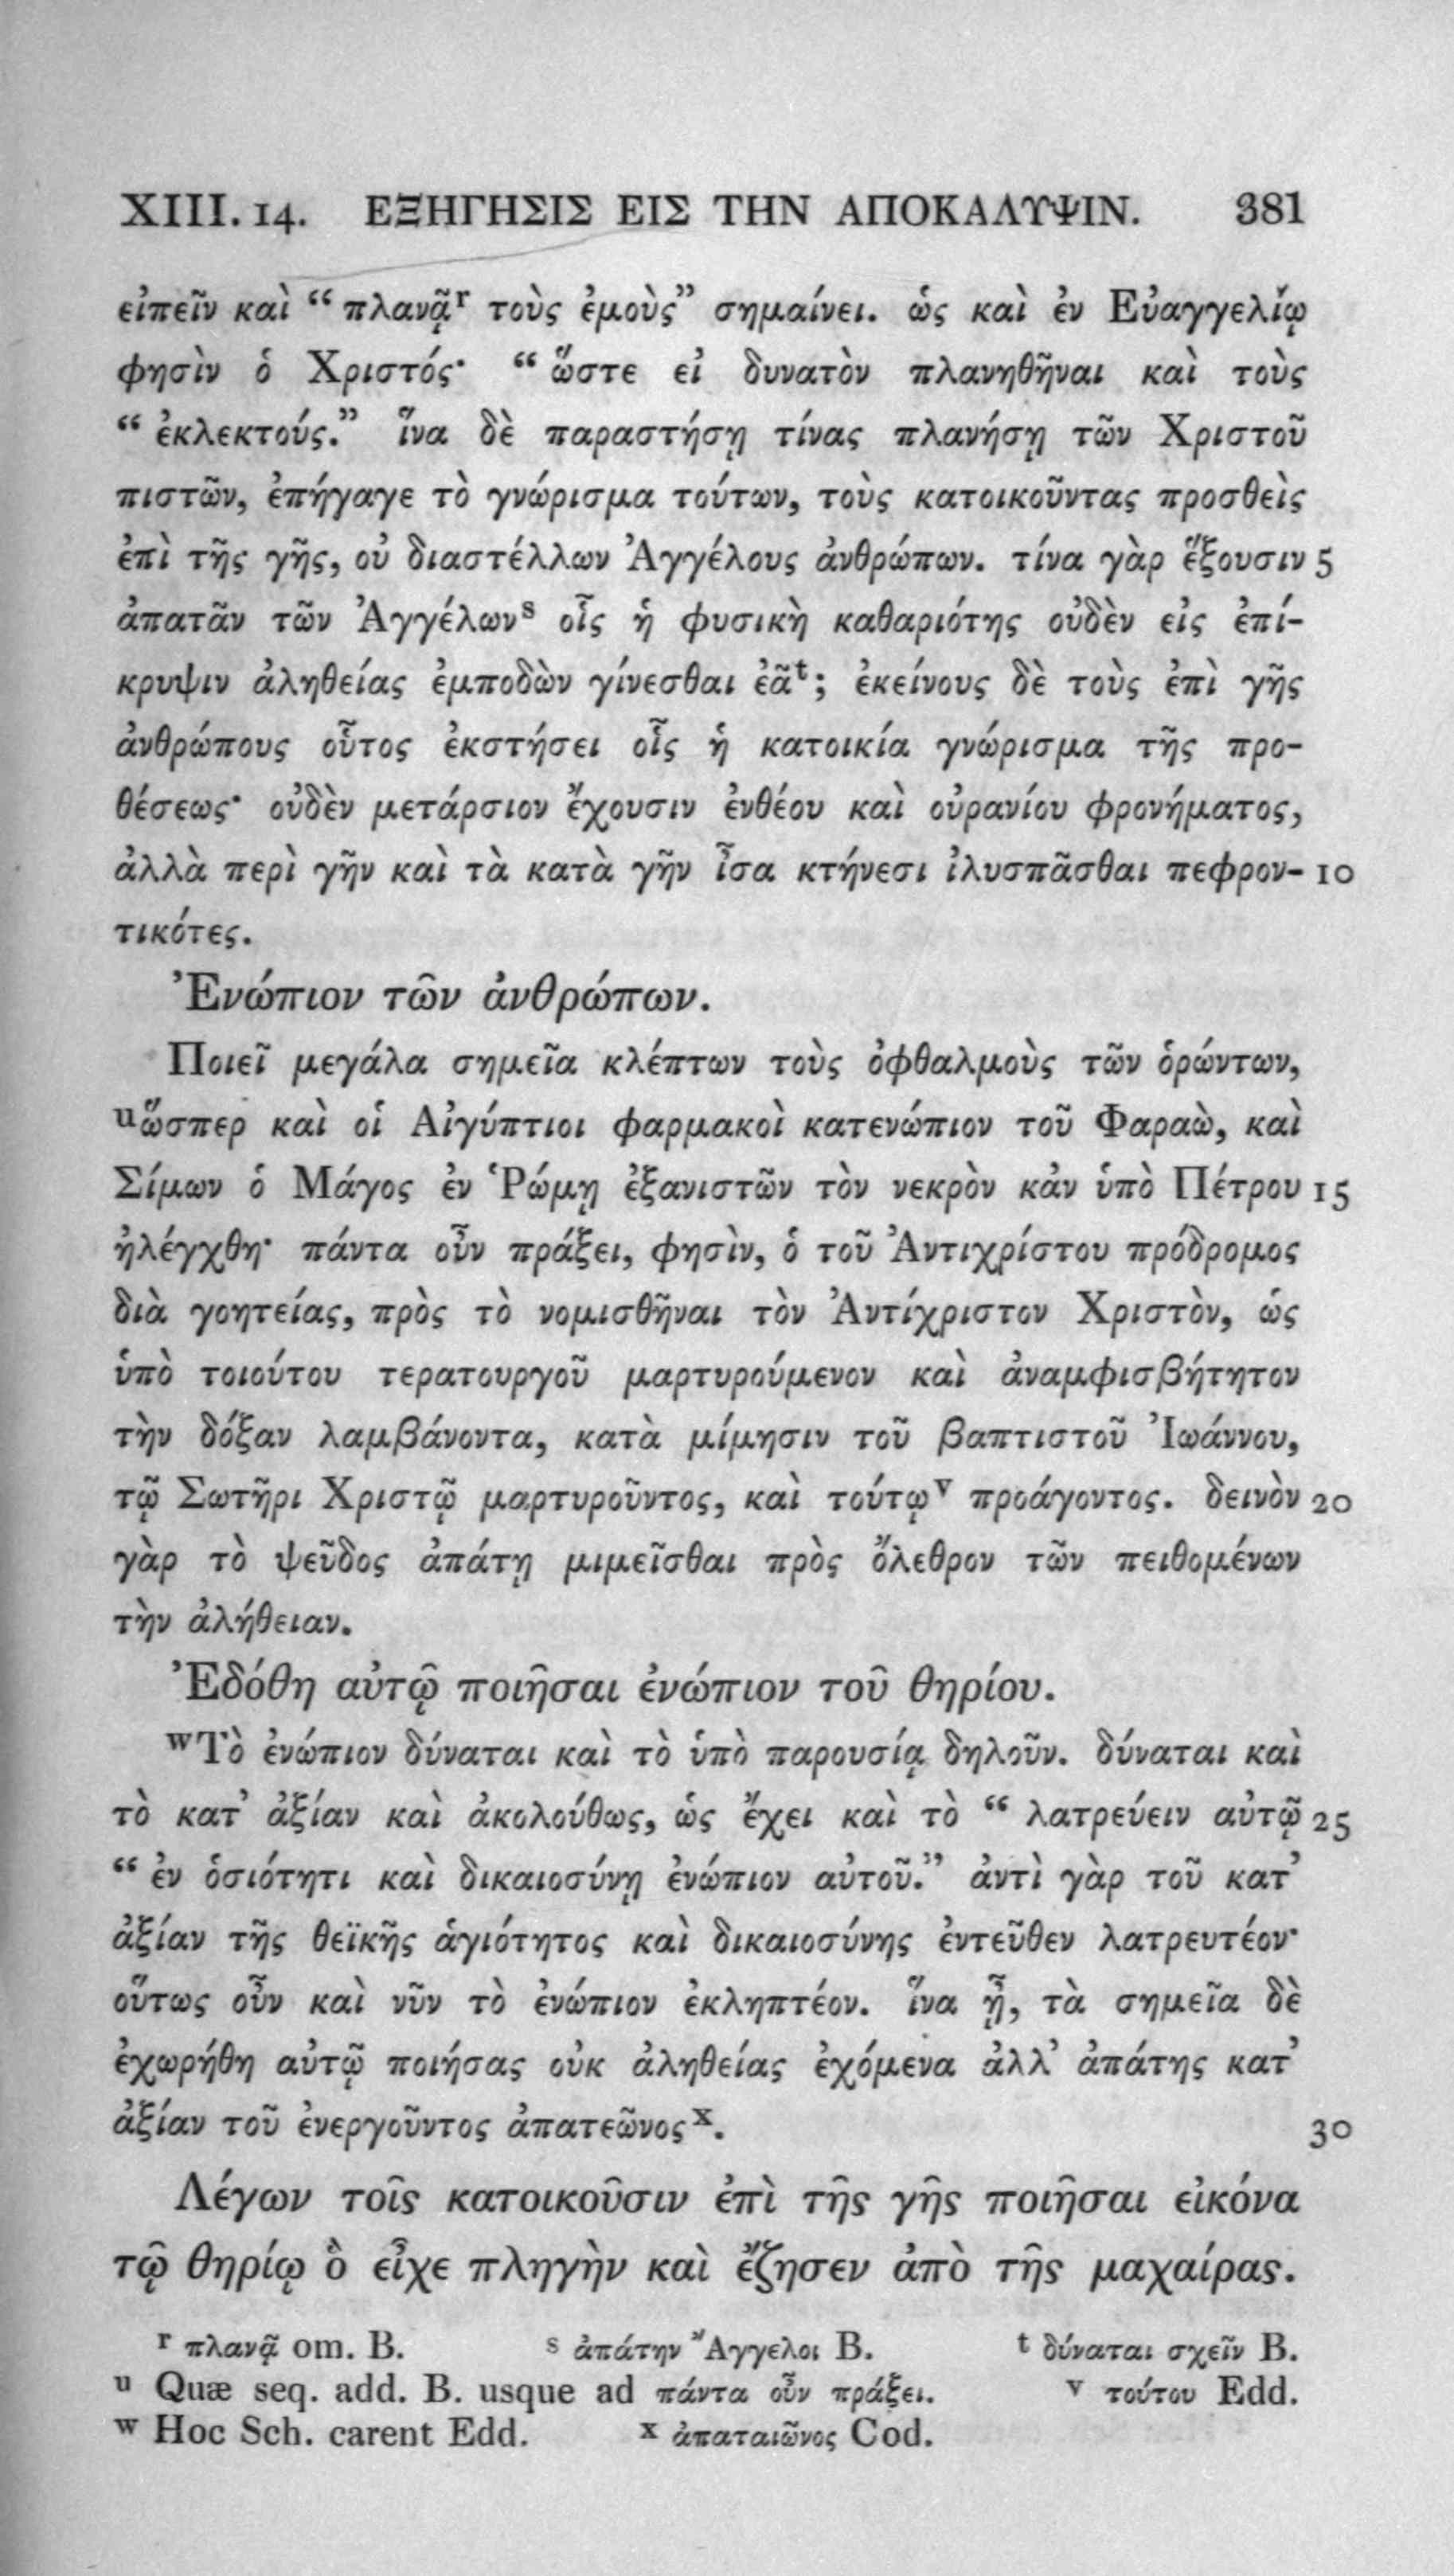 XIII. 14. ΕΞΗΓΗΣΙΣ ΕΙΣ ΤΗΝ ΑΠΟΚΑΛΥΨΙΝ. 381
εἰπεῖν καὶ “ πλανᾷʳ τοὺς ἐμοὺς” σημαίνει. ὡς καὶ ἐν Εὐαγγελίῳ
φησὶν ὁ Χριστός· “ ὥστε εἰ δυνατὸν πλανηθῆναι καὶ τοὺς
“ ἐκλεκτούς.” ἵνα δὲ παραστήσῃ τίνας πλανήσῃ τῶν Χριστοῦ
πιστῶν, ἐπήγαγε τὸ γνώρισμα τούτων, τοὺς κατοικοῦντας προσθεὶς
ἐπὶ τῆς γῆς, οὐ διαστέλλων Ἀγγέλους ἀνθρώπων. τίνα γὰρ ἕξουσιν 5
ἀπατᾶν τῶν Ἀγγέλωνˢ οἷς ἡ φυσικὴ καθαριότης οὐδὲν εἰς ἐπί-
κρυψιν ἀληθείας ἐμποδὼν γίνεσθαι ἐᾶᵗ; ἐκείνους δὲ τοὺς ἐπὶ γῆς
ἀνθρώπους οὗτος ἐκστήσει οἷς ἡ κατοικία γνώρισμα τῆς προ-
θέσεως· οὐδὲν μετάρσιον ἔχουσιν ἐνθέου καὶ οὐρανίου φρονήματος,
ἀλλὰ περὶ γῆν καὶ τὰ κατὰ γῆν ἶσα κτήνεσι ἰλυσπᾶσθαι πεφρον- 10
τικότες.
Ἐνώπιον τῶν ἀνθρώπων.
Ποιεῖ μεγάλα σημεῖα κλέπτων τοὺς ὀφθαλμοὺς τῶν ὁρώντων,
ᵘὥσπερ καὶ οἱ Αἰγύπτιοι φαρμακοὶ κατενώπιον τοῦ Φαραὼ, καὶ
Σίμων ὁ Μάγος ἐν Ῥώμῃ ἐξανιστῶν τὸν νεκρὸν κἀν ὑπὸ Πέτρου 15
ἠλέγχθη· πάντα οὖν πράξει, φησὶν, ὁ τοῦ Ἀντιχρίστου πρόδρομος
διὰ γοητείας, πρὸς τὸ νομισθῆναι τὸν Ἀντίχριστον Χριστὸν, ὡς
ὑπὸ τοιούτου τερατουργοῦ μαρτυρούμενον καὶ ἀναμφισβήτητον
τὴν δόξαν λαμβάνοντα, κατὰ μίμησιν τοῦ βαπτιστοῦ Ἰωάννου,
τῷ Σωτῆρι Χριστῷ μαρτυροῦντος, καὶ τούτῳᵛ προάγοντος. δεινὸν 20
γὰρ τὸ ψεῦδος ἀπάτῃ μιμεῖσθαι πρὸς ὄλεθρον τῶν πειθομένων
τὴν ἀλήθειαν.
Ἐδόθη αὐτῷ ποιῆσαι ἐνώπιον τοῦ θηρίου.
ʷΤὸ ἐνώπιον δύναται καὶ τὸ ὑπὸ παρουσίᾳ δηλοῦν. δύναται καὶ
τὸ κατ’ ἀξίαν καὶ ἀκολούθως, ὡς ἔχει καὶ τὸ “ λατρεύειν αὐτῷ 25
“ ἐν ὁσιότητι καὶ δικαιοσύνῃ ἐνώπιον αὐτοῦ.” ἀντὶ γὰρ τοῦ κατ’
ἀξίαν τῆς θεϊκῆς ἁγιότητος καὶ δικαιοσύνης ἐντεῦθεν λατρευτέον·
οὕτως οὖν καὶ νῦν τὸ ἐνώπιον ἐκληπτέον. ἵνα ᾖ, τὰ σημεῖα δὲ
ἐχωρήθη αὐτῷ ποιήσας οὐκ ἀληθείας ἐχόμενα ἀλλ’ ἀπάτης κατ’
ἀξίαν τοῦ ἐνεργοῦντος ἀπατεῶνοςˣ. 30
Λέγων τοῖς κατοικοῦσιν ἐπὶ τῆς γῆς ποιῆσαι εἰκόνα
τῷ θηρίῳ ὃ εἶχε πληγὴν καὶ ἔζησεν ἀπὸ τῆς μαχαίρας.
ʳ πλανᾷ om. B. ˢ ἀπάτην Ἄγγελοι B. ᵗ δύναται σχεῖν B.
ᵘ Quæ seq. add. B. usque ad πάντα οὖν πράξει. ᵛ τούτου Edd.
ʷ Hoc Sch. carent Edd. ˣ ἀπαταιῶνος Cod.